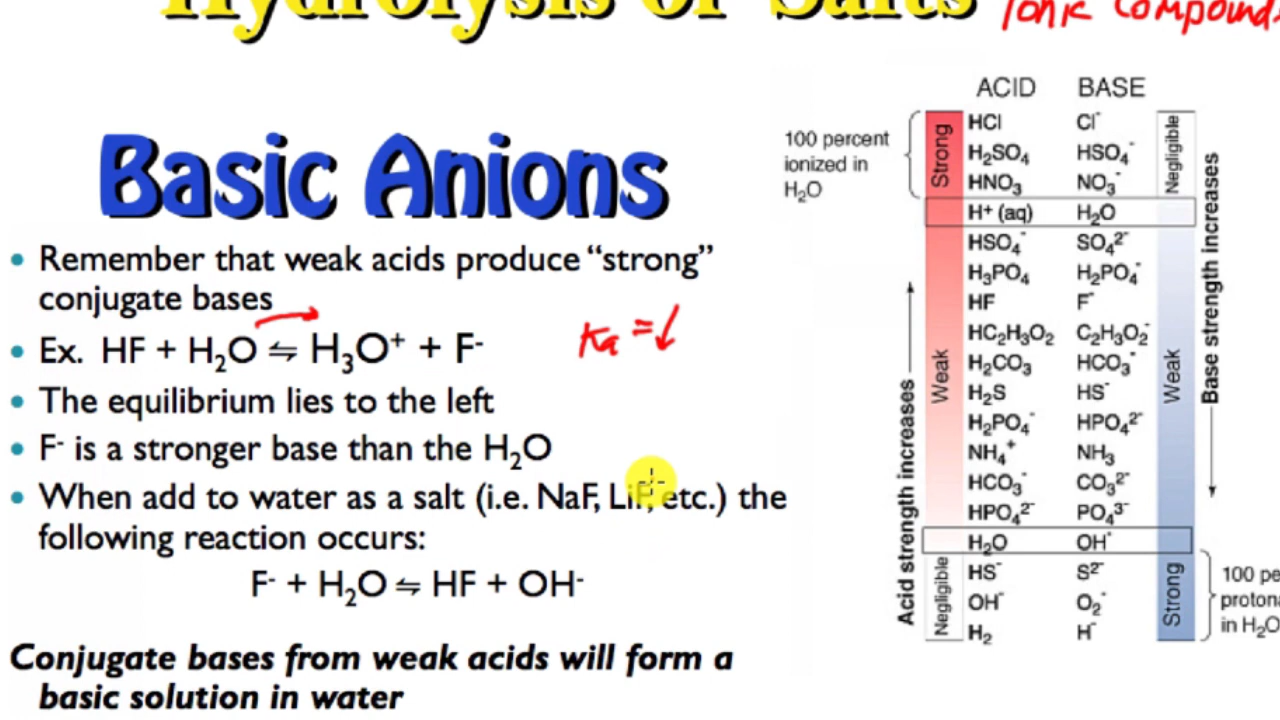 Hydrolysis of Salts Ionic Compounds
Basic Anions
• Remember that weak acids produce “strong”
conjugate bases
• Ex. HF + H₂O ⇋ H₃O⁺ + F⁻
Ka = ↓
• The equilibrium lies to the left
• F⁻ is a stronger base than the H₂O
• When add to water as a salt (i.e. NaF, LiF, etc.) the
following reaction occurs:
F⁻ + H₂O ⇋ HF + OH⁻
Conjugate bases from weak acids will form a
basic solution in water
ACID BASE
100 percent
ionized in
H₂O
Strong
Negligible
HCl Cl⁻
H₂SO₄ HSO₄⁻
HNO₃ NO₃⁻
H⁺ (aq) H₂O
HSO₄⁻ SO₄²⁻
H₃PO₄ H₂PO₄⁻
HF F⁻
HC₂H₃O₂ C₂H₃O₂⁻
H₂CO₃ HCO₃⁻
H₂S HS⁻
H₂PO₄⁻ HPO₄²⁻
NH₄⁺ NH₃
HCO₃⁻ CO₃²⁻
HPO₄²⁻ PO₄³⁻
H₂O OH⁻
HS⁻ S²⁻
OH⁻ O₂⁻
H₂ H⁻
Acid strength increases
Weak
Negligible
Weak
Strong
Base strength increases
100 pe
protona
in H₂O